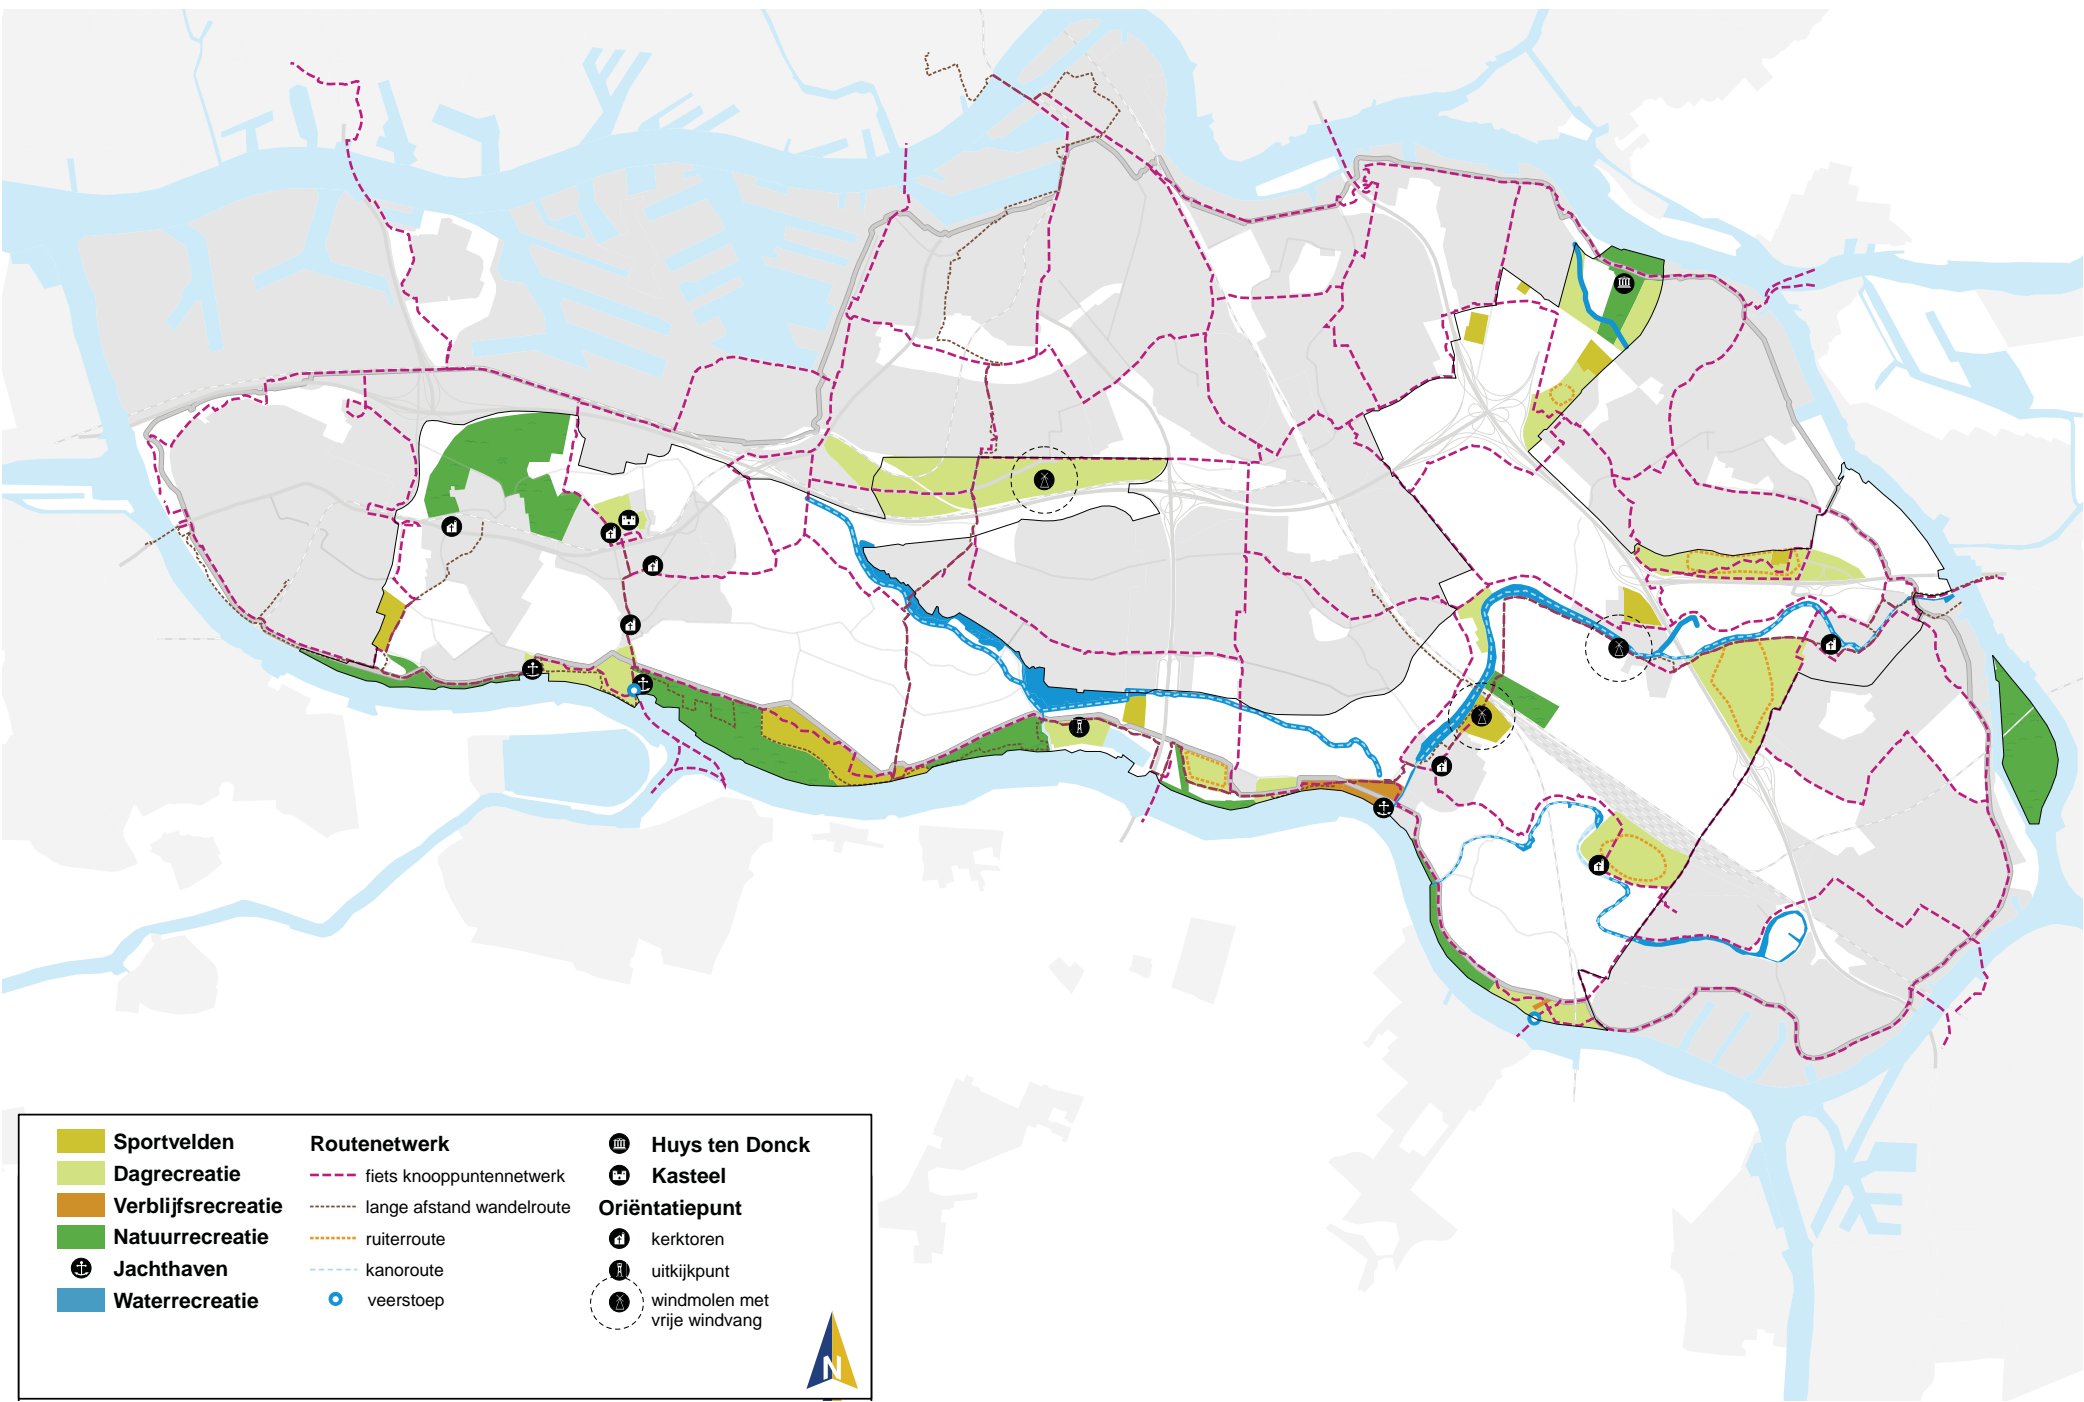 Sportvelden
Dagrecreatie
Verblijfsrecreatie
Natuurrecreatie
Jachthaven
Waterrecreatie
Routenetwerk
fiets knooppuntennetwerk
lange afstand wandelroute
ruiterroute
kanoroute
veerstoep
Huys ten Donck
Kasteel
Oriëntatiepunt
kerktoren
uitkijkpunt
windmolen met
vrije windvang
N